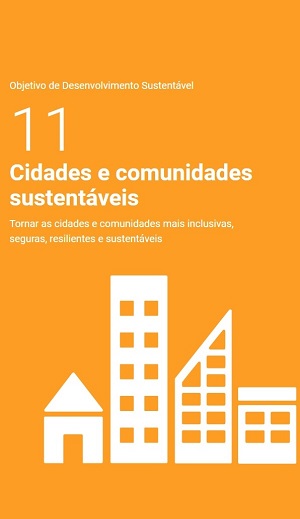 Objetivo de Desenvolvimento Sustentável
11
Cidades e comunidades
sustentáveis
Tornar as cidades e comunidades mais inclusivas,
seguras, resilientes e sustentáveis